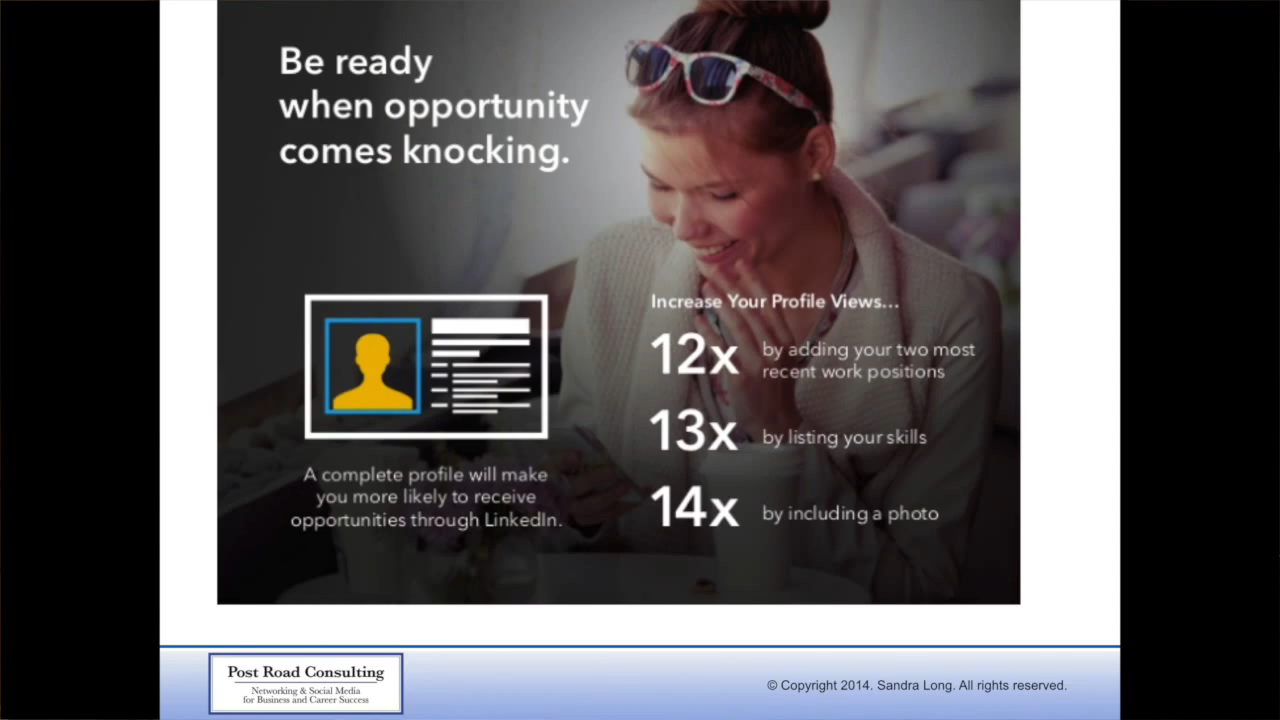 Be ready
when opportunity
comes knocking.
A complete profile will make
you more likely to receive
opportunities through LinkedIn.
Increase Your Profile Views...
12x by adding your two most
recent work positions
13x by listing your skills
14x by including a photo
Post Road Consulting
Networking & Social Media
for Business and Career Success
© Copyright 2014. Sandra Long. All rights reserved.